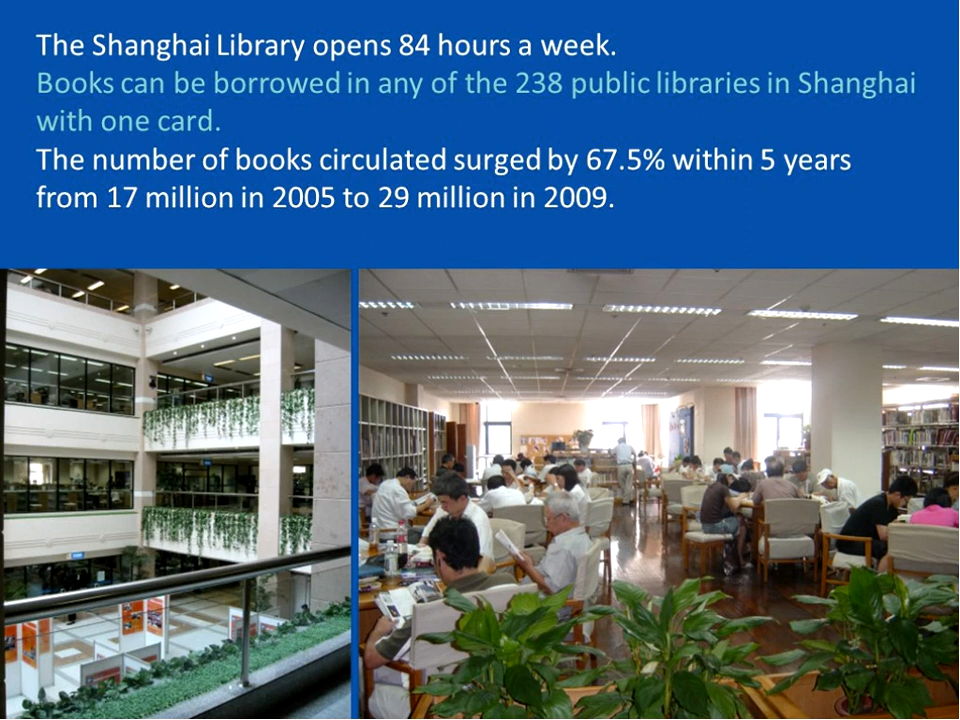 The Shanghai Library opens 84 hours a week.
Books can be borrowed in any of the 238 public libraries in Shanghai
with one card.
The number of books circulated surged by 67.5% within 5 years
from 17 million in 2005 to 29 million in 2009.